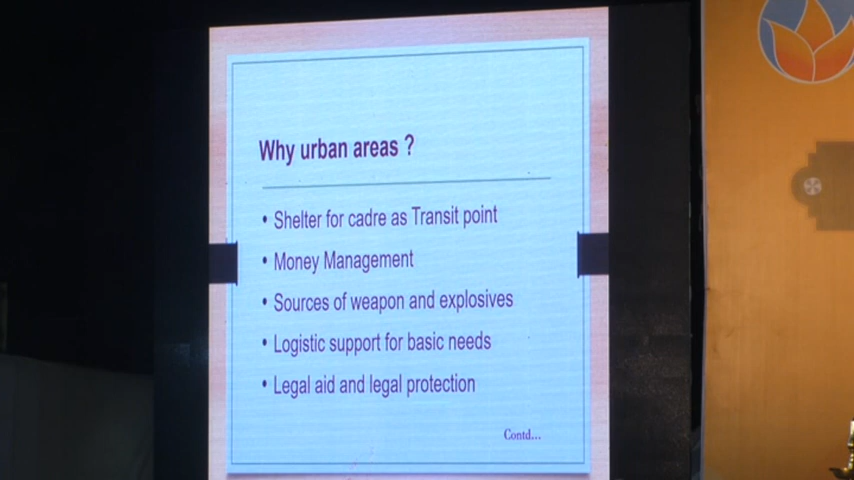 Why urban areas ?
• Shelter for cadre as Transit point
• Money Management
• Sources of weapon and explosives
• Logistic support for basic needs
• Legal aid and legal protection
Contd...